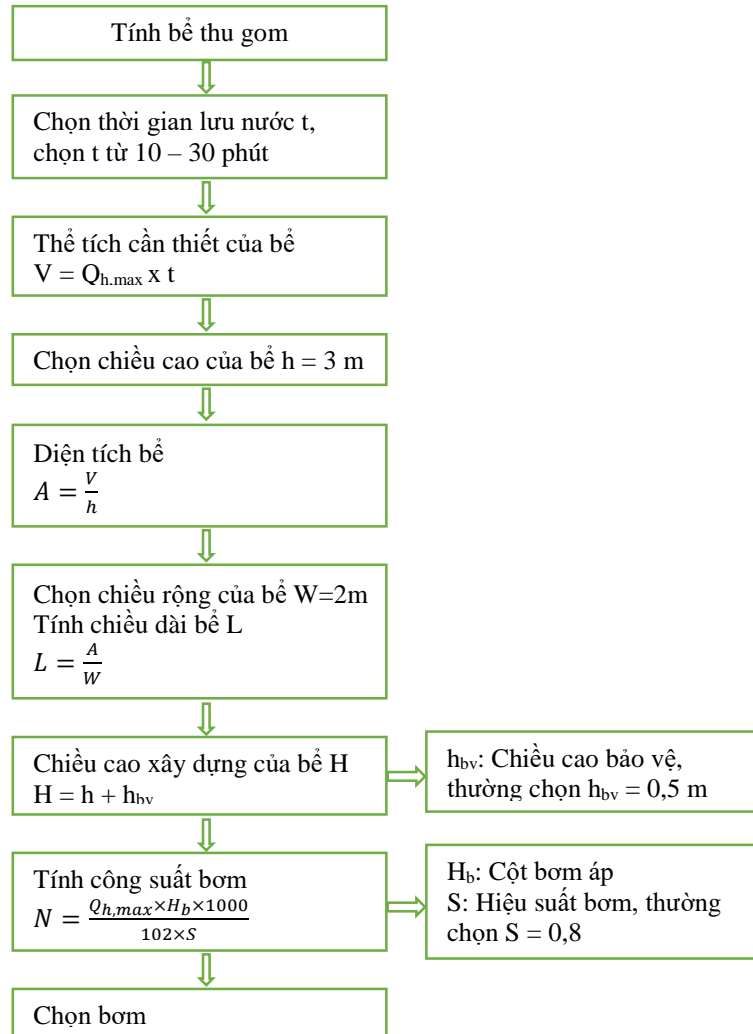 Tính bể thu gom
Chọn thời gian lưu nước t,
chọn t từ 10 – 30 phút
Thể tích cần thiết của bể
V = Qh.max x t
Chọn chiều cao của bể h = 3 m
Diện tích bể
A = V/h
Chọn chiều rộng của bể W=2m
Tính chiều dài bể L
L = A/W
Chiều cao xây dựng của bể H
H = h + hbv
hbv: Chiều cao bảo vệ,
thường chọn hbv = 0,5 m
Tính công suất bơm
N = (Qh,max×Hb×1000)/(102×S)
Hb: Cột bơm áp
S: Hiệu suất bơm, thường
chọn S = 0,8
Chọn bơm